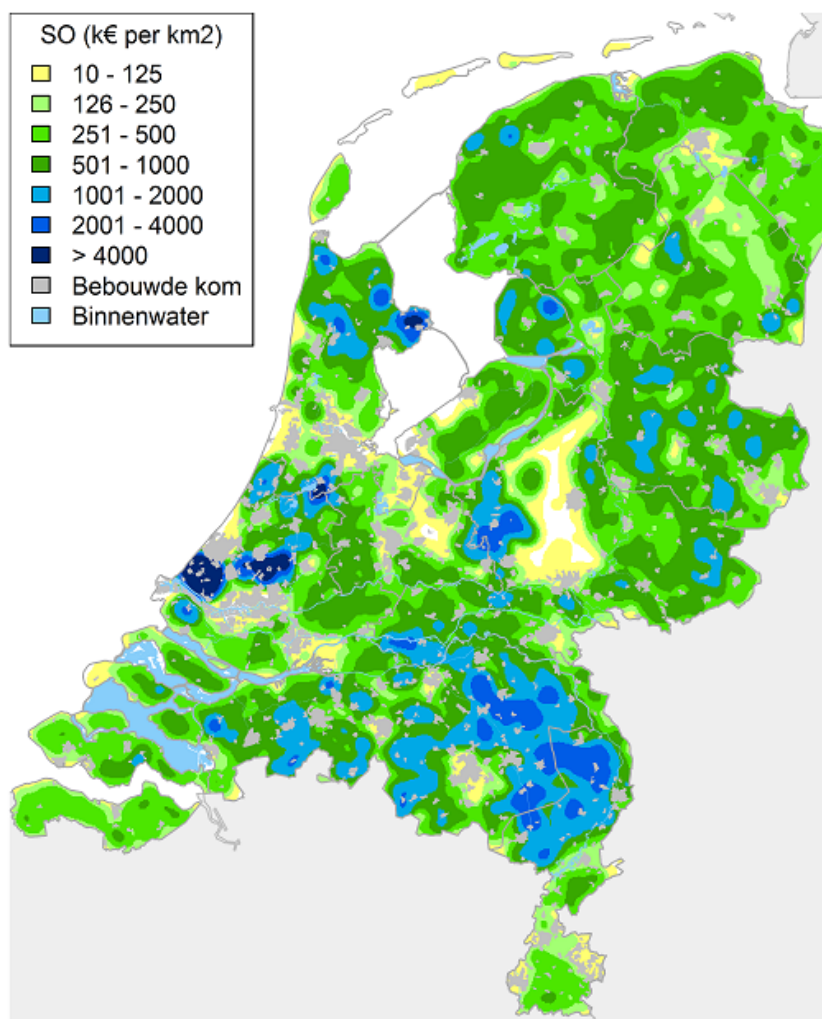 SO (k€ per km2)
10 - 125
126 - 250
251 - 500
501 - 1000
1001 - 2000
2001 - 4000
> 4000
Bebouwde kom
Binnenwater